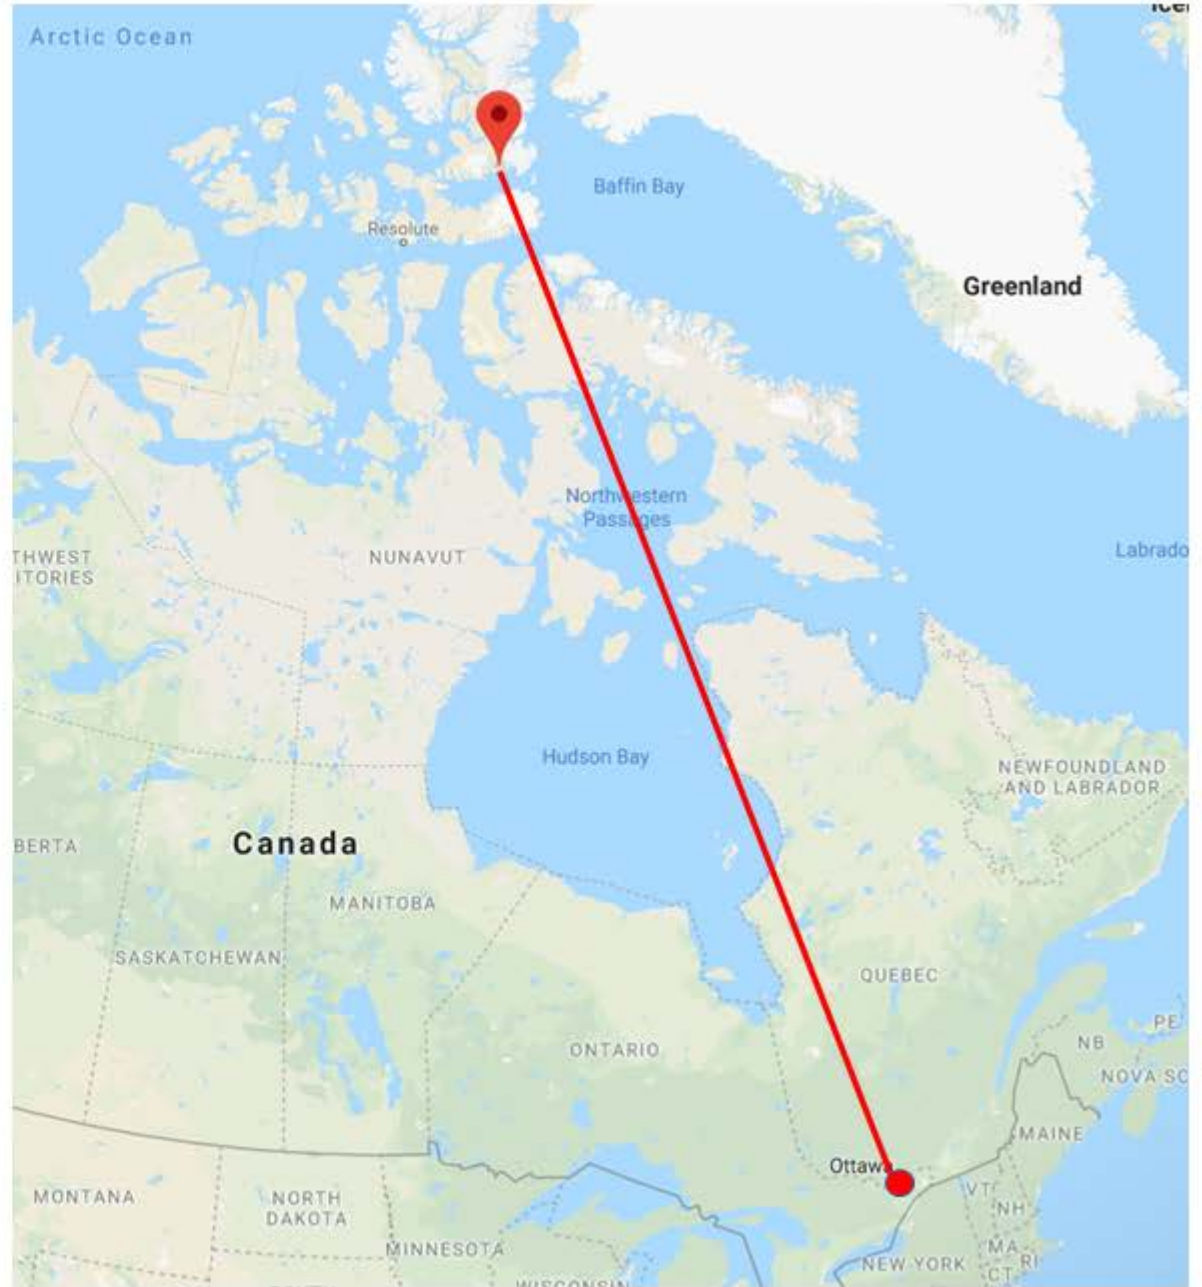 Icel
Arctic Ocean
Baffin Bay
Resolute
Greenland
Northwestern
Passages
Labrado
THWEST
ITORIES
NUNAVUT
Hudson Bay
NEWFOUNDLAND
AND LABRADOR
BERTA
Canada
MANITOBA
SASKATCHEWAN
QUEBEC
PE
NB
ONTARIO
NOVA SC
MAINE
Ottawa
MONTANA
NORTH
DAKOTA
VT
NH
MINNESOTA
MA
NEW YORK
RI
CT
WISCONSIN